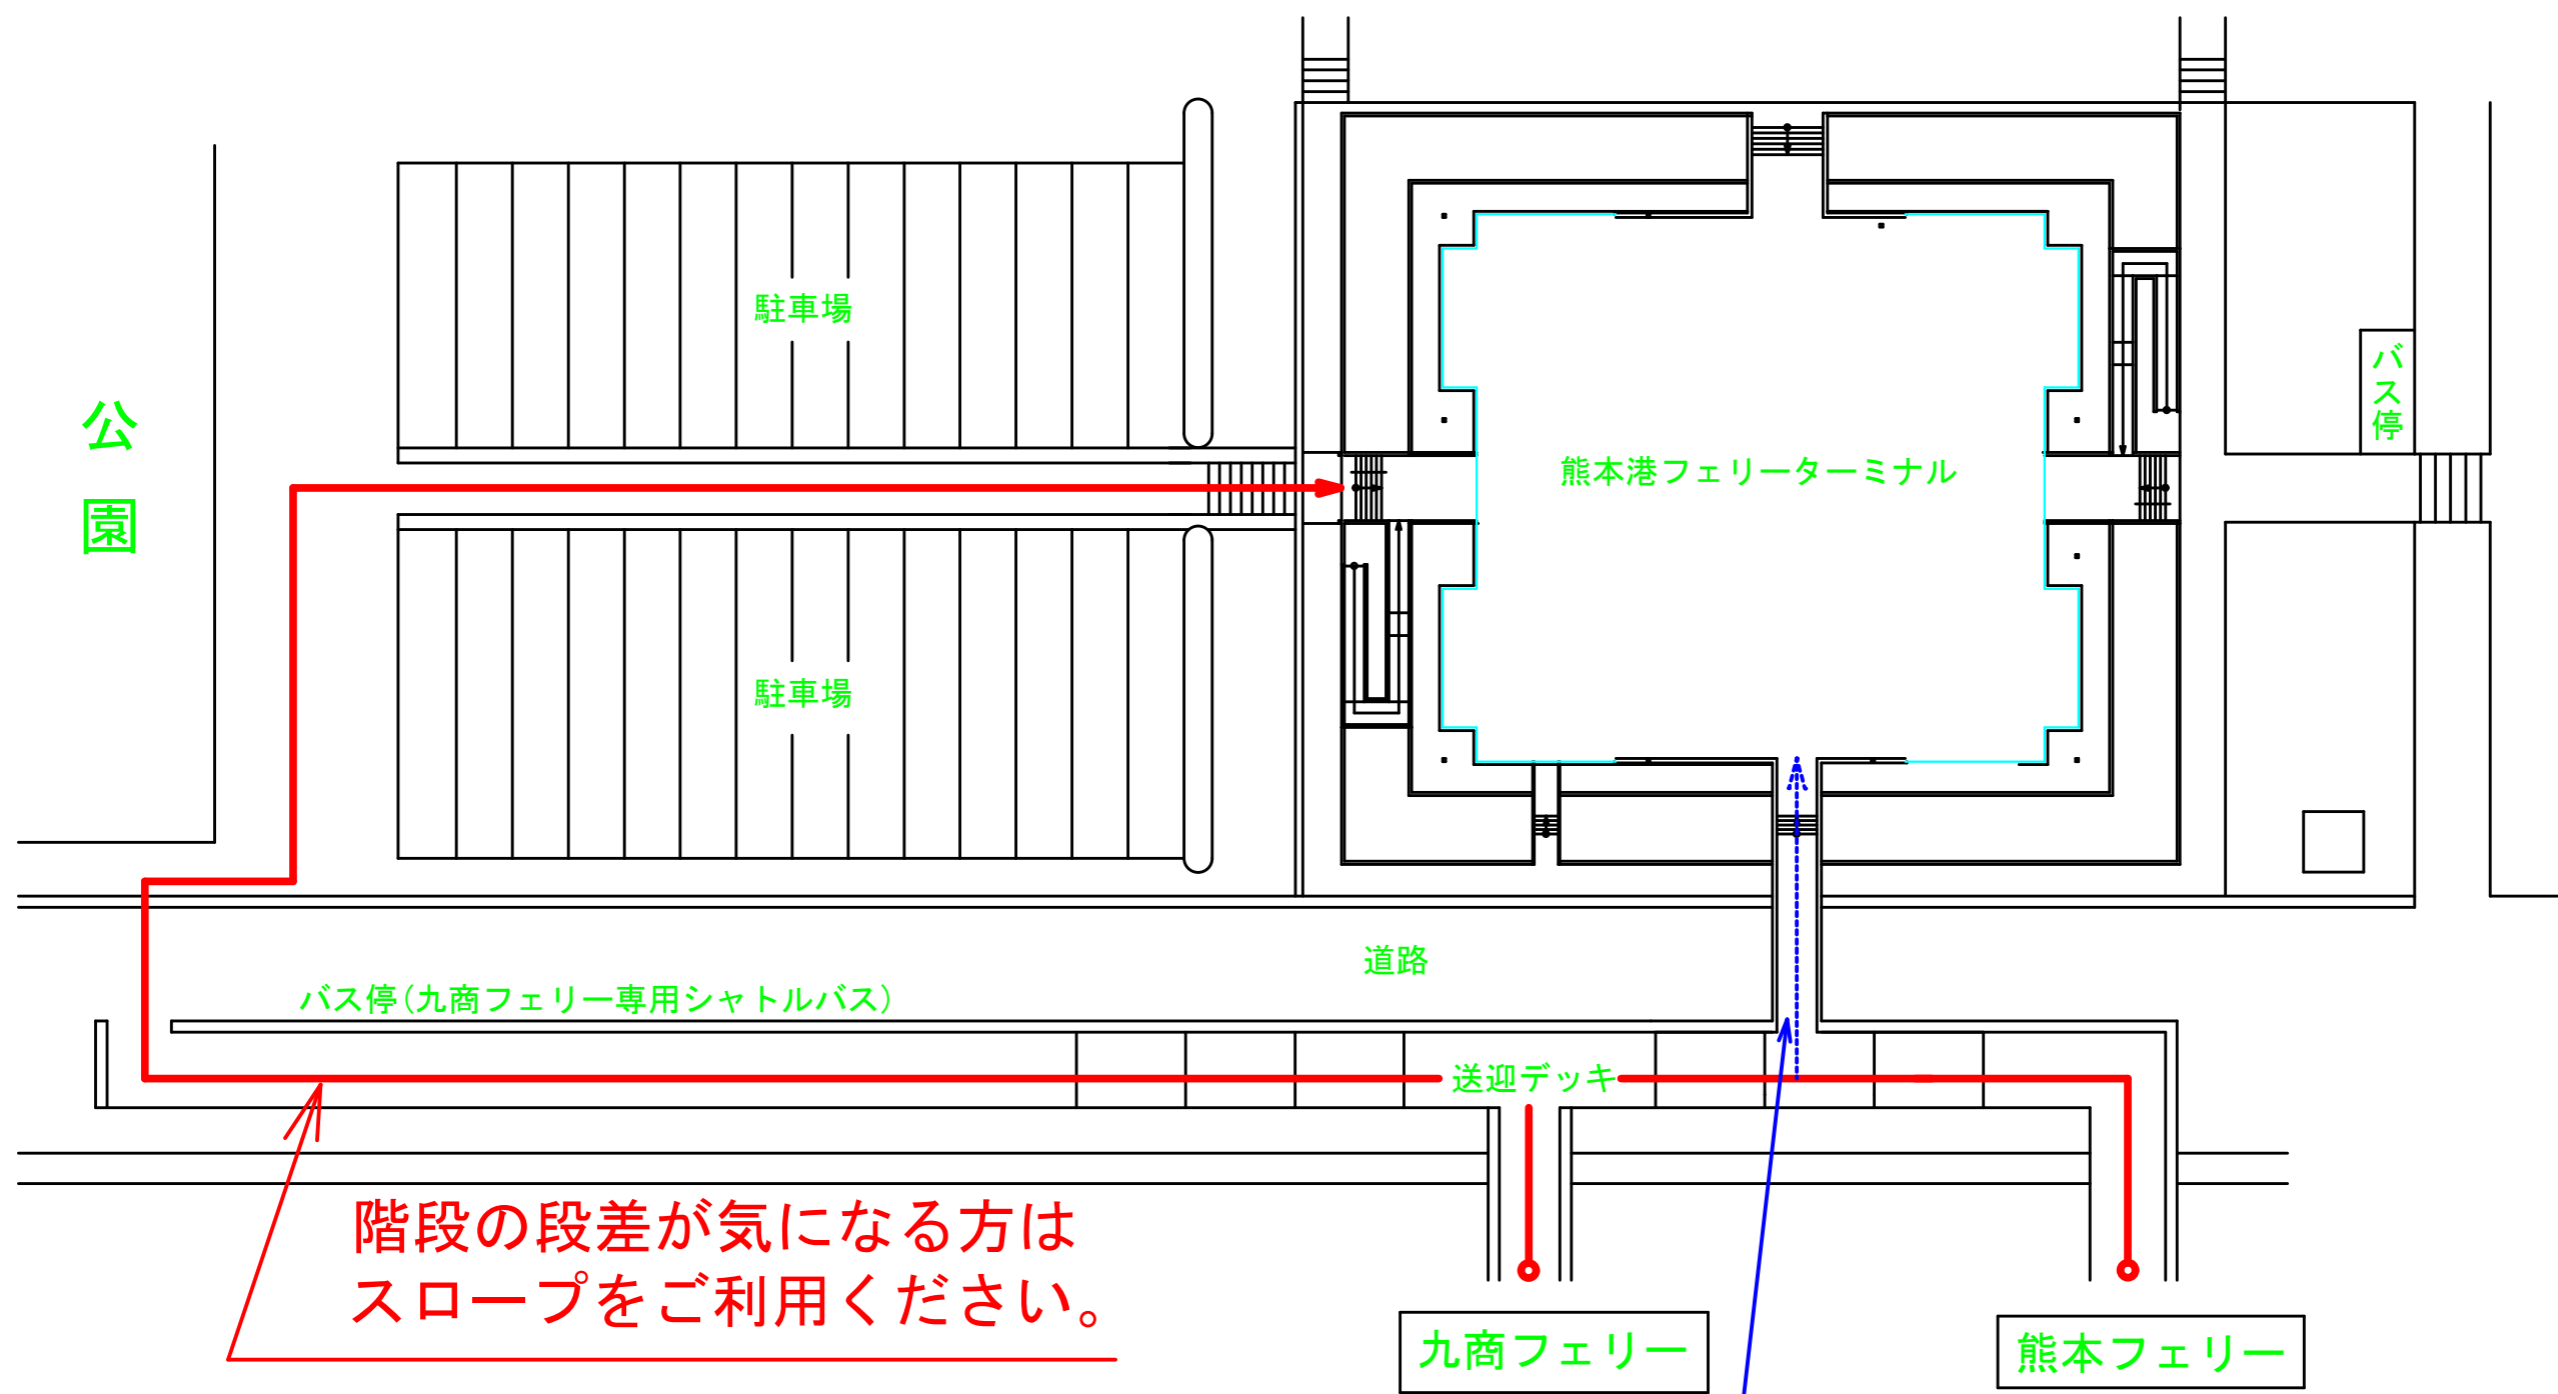 駐車場
バス停
公園
熊本港フェリーターミナル
駐車場
道路
バス停(九商フェリー専用シャトルバス)
送迎デッキ
階段の段差が気になる方は
スロープをご利用ください。
九商フェリー
熊本フェリー